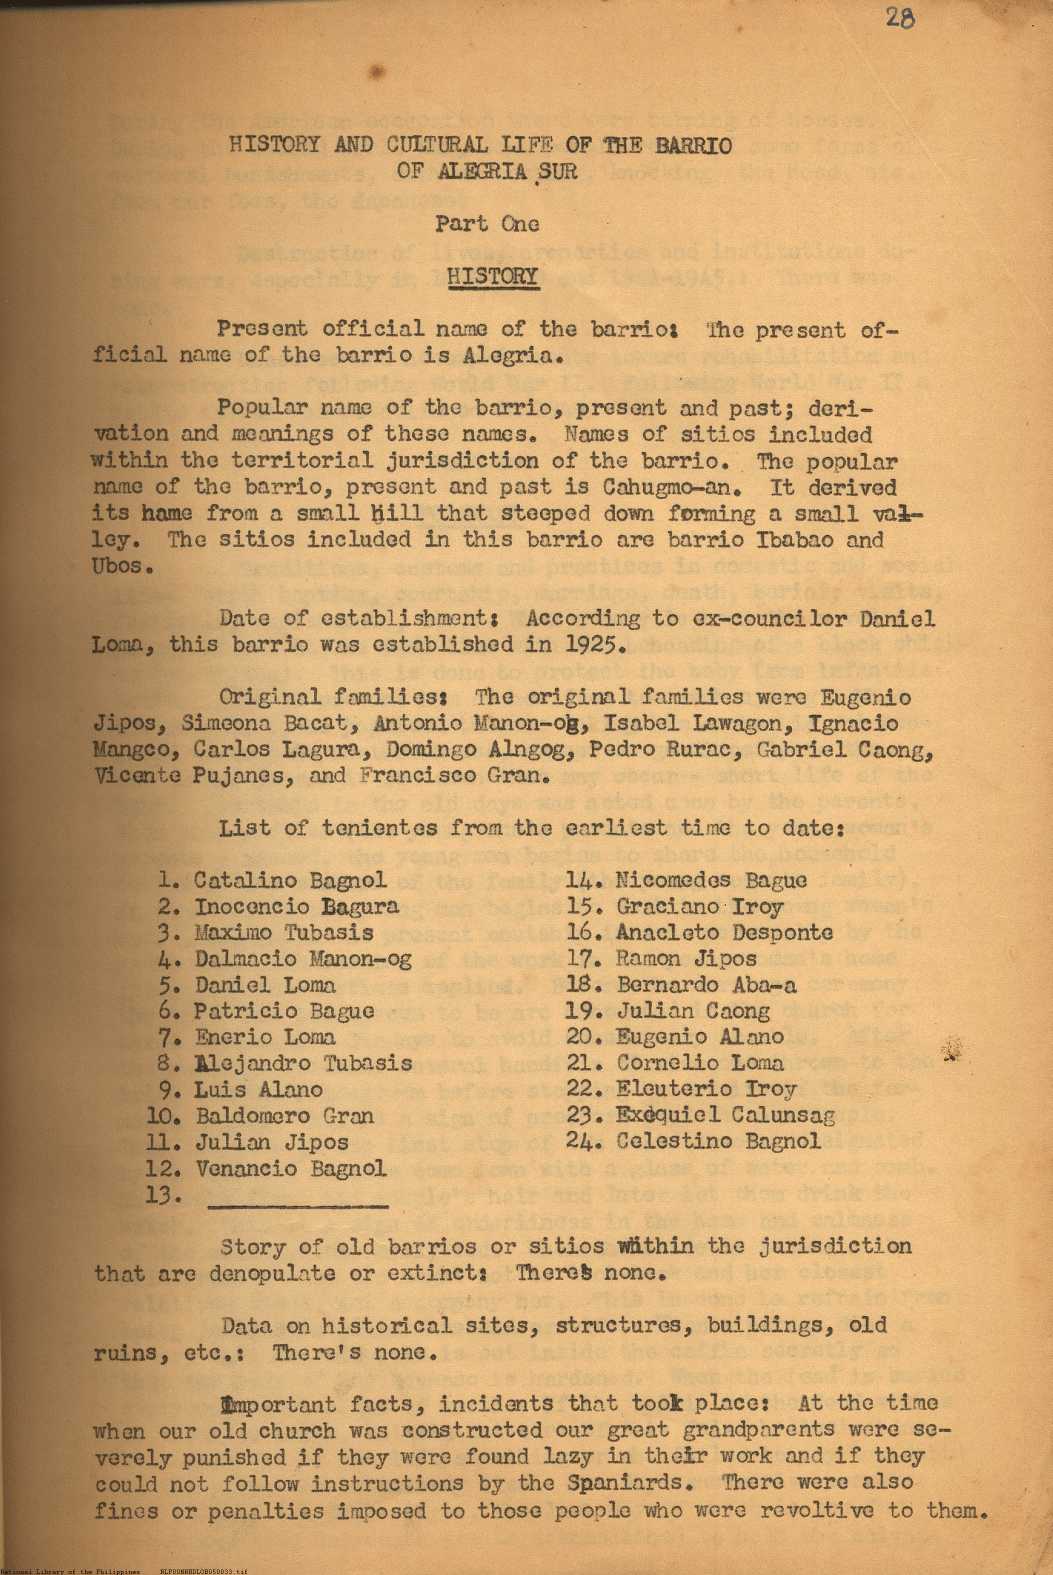 28
HISTORY AND CULTURAL LIFE OF THE BARRIO
OF ALEGRIA SUR
Part One
HISTORY
Present official name of the barrio: The present of-
ficial name of the barrio is Alegria.
Popular name of the barrio, present and past; deri-
vation and meanings of these names. Names of sitios included
within the territorial jurisdiction of the barrio. The popular
name of the barrio, present and past is Cahugmo-an. It derived
its hame from a small hill that steeped down forming a small val-
ley. The sitios included in this barrio are barrio Ibabao and
Ubos.
Date of establishment: According to ex-councilor Daniel
Loma, this barrio was established in 1925.
Original families: The original families were Eugenio
Jipos, Simeona Bacat, Antonio Manon-og, Isabel Lawagon, Ignacio
Mangco, Carlos Lagura, Domingo Alngog, Pedro Rurac, Gabriel Caong,
Vicente Pujanes, and Francisco Gran.
List of tenientes from the earliest time to date:
1. Catalino Bagnol
2. Inocencio Bagura
3. Maximo Tubasis
4. Dalmacio Manon-og
5. Daniel Loma
6. Patricio Bague
7. Enerio Loma
8. Alejandro Tubasis
9. Luis Alano
10. Baldomero Gran
11. Julian Jipos
12. Venancio Bagnol
13. ____________
14. Nicomedes Bague
15. Graciano Iroy
16. Anacleto Desponte
17. Ramon Jipos
18. Bernardo Aba-a
19. Julian Caong
20. Eugenio Alano
21. Cornelio Loma
22. Eleuterio Iroy
23. Exequiel Calunsag
24. Celestino Bagnol
Story of old barrios or sitios within the jurisdiction
that are denopulate or extinct: There's none.
Data on historical sites, structures, buildings, old
ruins, etc.: There's none.
Important facts, incidents that took place: At the time
when our old church was constructed our great grandparents were se-
verely punished if they were found lazy in their work and if they
could not follow instructions by the Spaniards. There were also
fines or penalties imposed to those people who were revoltive to them.
National Library of the Philippines